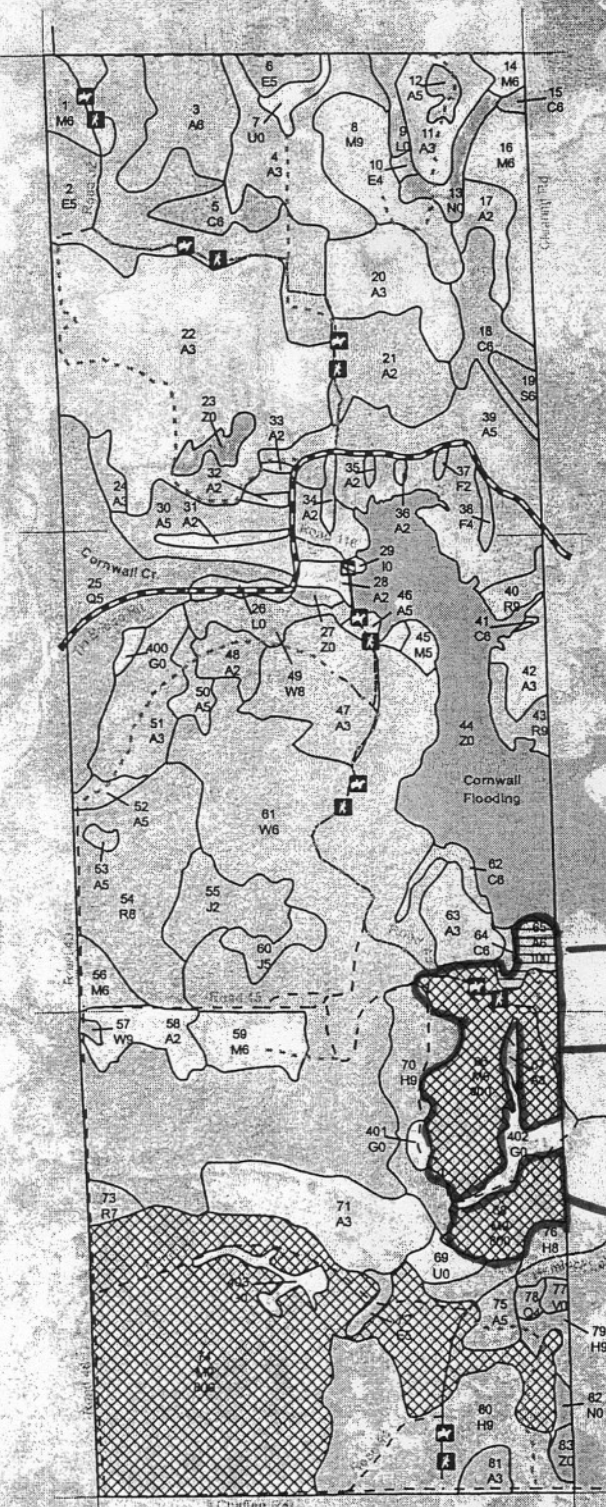 6
E5
14
M6
12
A5
15
C6
1
M6
3
A6
7
U0
8
M9
9
L0
11
A3
16
M6
4
A3
10
E4
2
E5
13
N0
17
A2
5
C6
20
A3
22
A3
18
C6
21
A2
19
S6
23
Z0
39
A5
33
A2
32
A2
35
A2
37
F2
24
A3
30
A5
31
A2
34
A2
36
A2
38
F4
Road 116
Cornwall Cr.
29
I0
25
Q5
28
A2
46
A5
40
R9
26
L0
41
C6
27
Z0
400
G0
48
A2
45
M5
49
W8
42
A3
50
A5
47
A3
51
A3
44
Z0
43
R9
Cornwall
Flooding
52
A5
61
W6
53
A5
62
C6
54
R8
55
J2
63
A3
60
J5
64
C6
65
A6
100
56
M6
Road 45
57
W9
58
A2
59
M6
70
H9
401
G0
402
G0
73
R7
71
A3
76
H8
69
U0
75
A5
78
Q4
77
V0
79
H9
80
H9
82
N0
83
Z0
81
A3